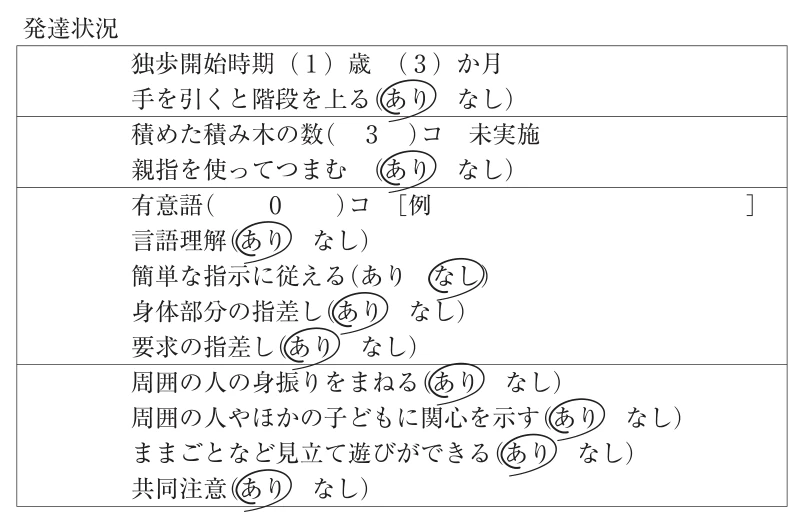 発達状況
独歩開始時期（1）歳　（3）か月
手を引くと階段を上る(あり　なし)
積めた積み木の数(　3　)コ　未実施
親指を使ってつまむ　(あり　なし)
有意語(　　0　　)コ　[例　　　　　　　　　　　　　]
言語理解(あり　なし)
簡単な指示に従える(あり　なし)
身体部分の指差し(あり　なし)
要求の指差し(あり　なし)
周囲の人の身振りをまねる(あり　なし)
周囲の人やほかの子どもに関心を示す(あり　なし)
ままごとなど見立て遊びができる(あり　なし)
共同注意(あり　なし)